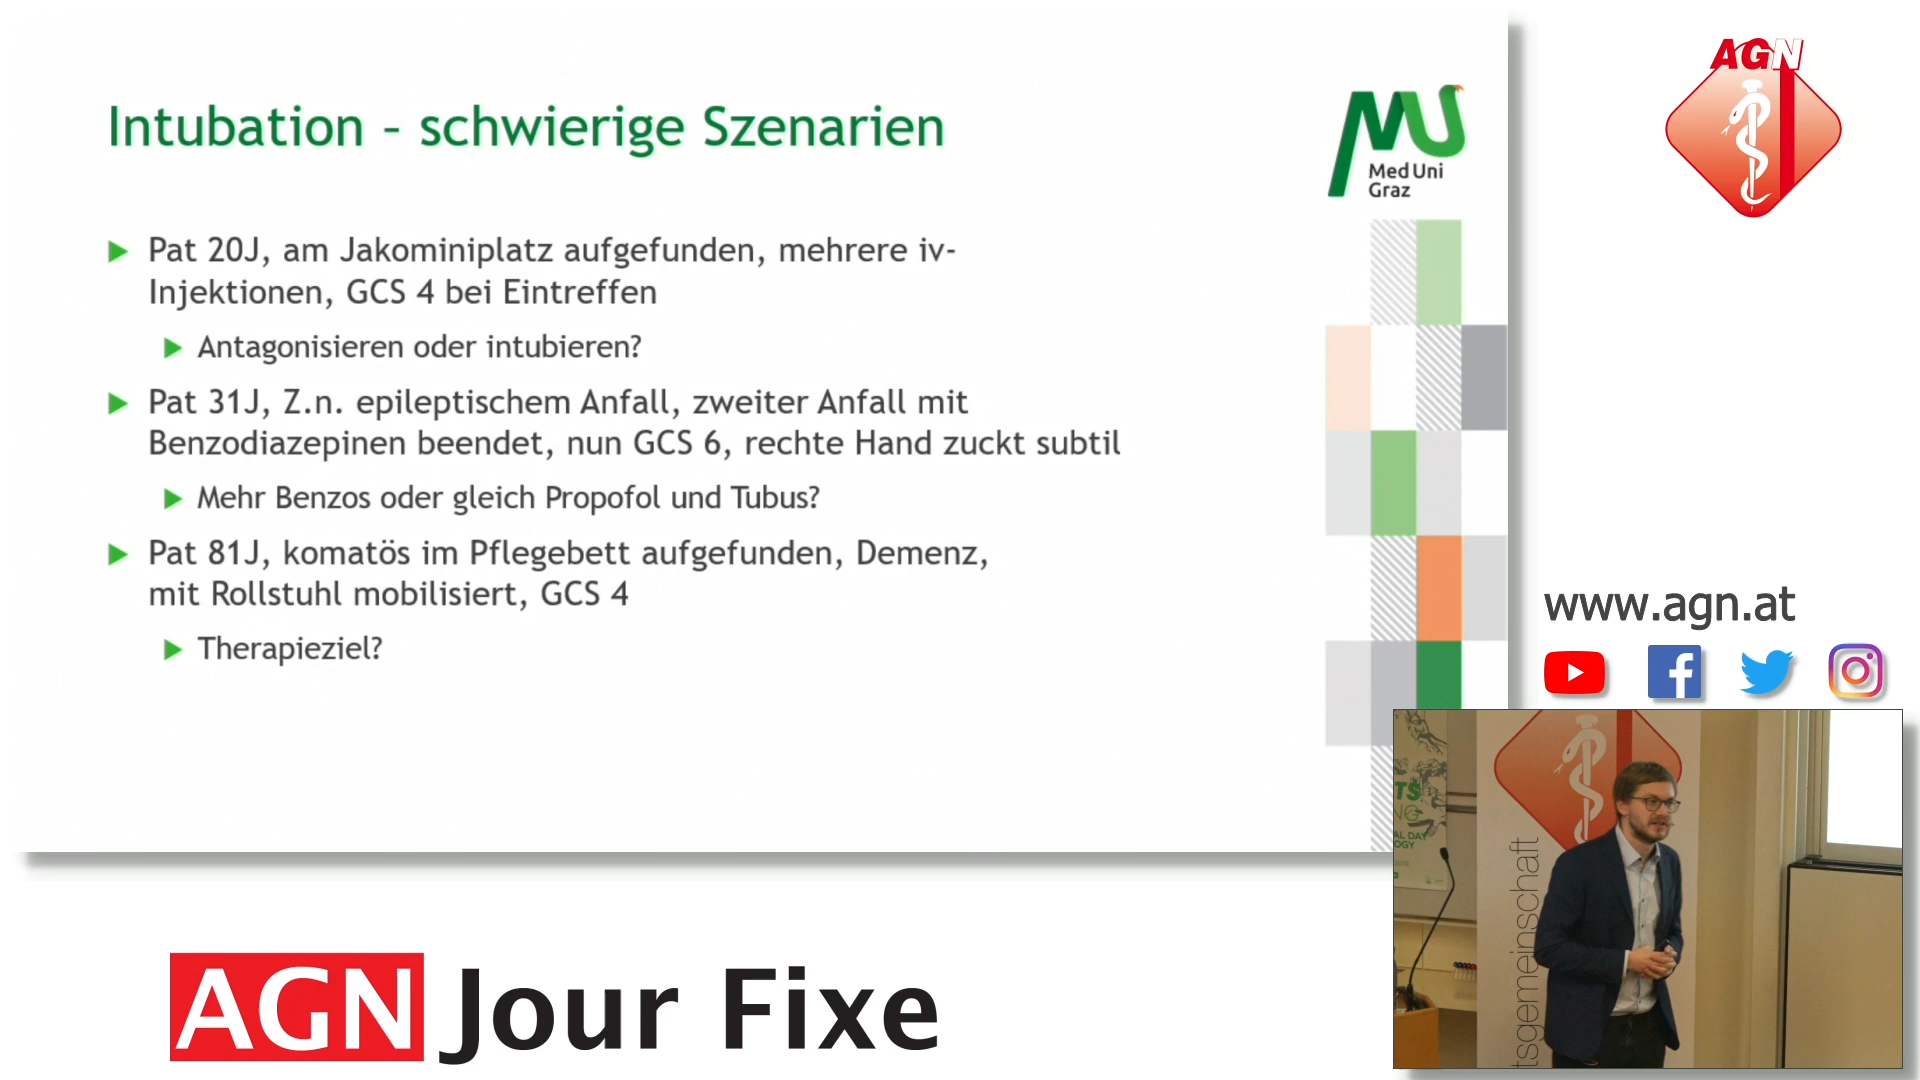 Intubation – schwierige Szenarien
MedUni
Graz
Pat 20J, am Jakominiplatz aufgefunden, mehrere iv-
Injektionen, GCS 4 bei Eintreffen
Antagonisieren oder intubieren?
Pat 31J, Z.n. epileptischem Anfall, zweiter Anfall mit
Benzodiazepinen beendet, nun GCS 6, rechte Hand zuckt subtil
Mehr Benzos oder gleich Propofol und Tubus?
Pat 81J, komatös im Pflegebett aufgefunden, Demenz,
mit Rollstuhl mobilisiert, GCS 4
Therapieziel?
AGN
www.agn.at
tsgemeinschaft
AGN Jour Fixe